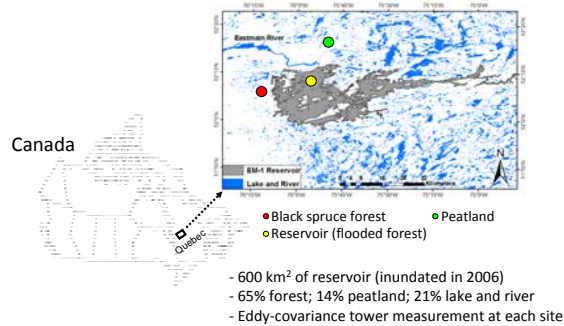 Eastmain River
Canada
Quebec
EM-1 Reservoir
Lake and River
N
Kilometers
Black spruce forest
Peatland
Reservoir (flooded forest)
- 600 km² of reservoir (inundated in 2006)
- 65% forest; 14% peatland; 21% lake and river
- Eddy-covariance tower measurement at each site